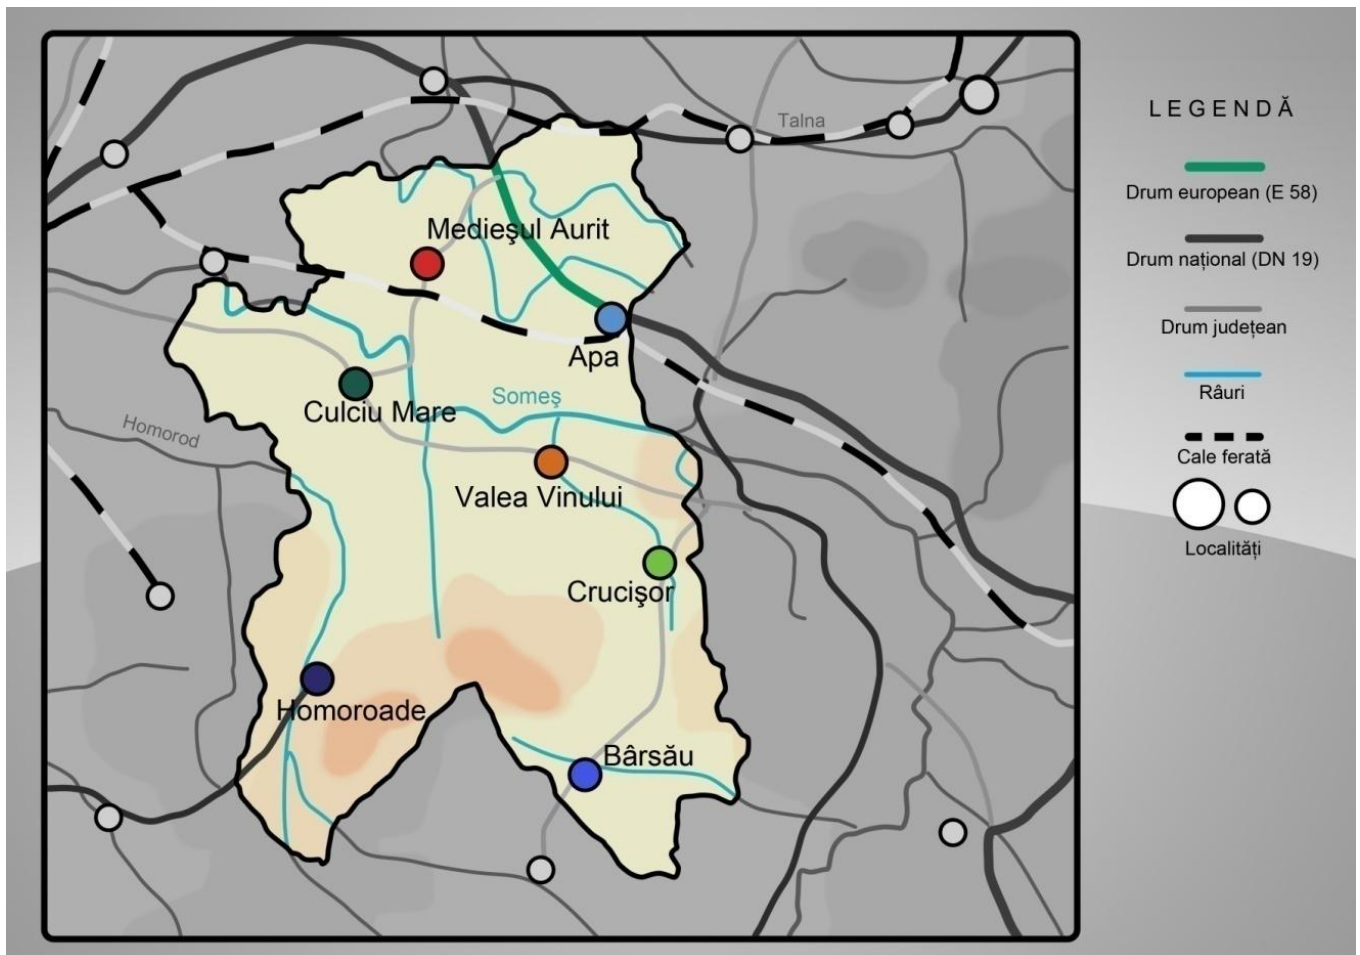 LEGENDĂ
Talna
Drum european (E 58)
Medieşul Aurit
Drum național (DN 19)
Drum județean
Apa
Râuri
Someş
Culciu Mare
Homorod
Cale ferată
Valea Vinului
Localități
Crucişor
Homoroade
Bârsău